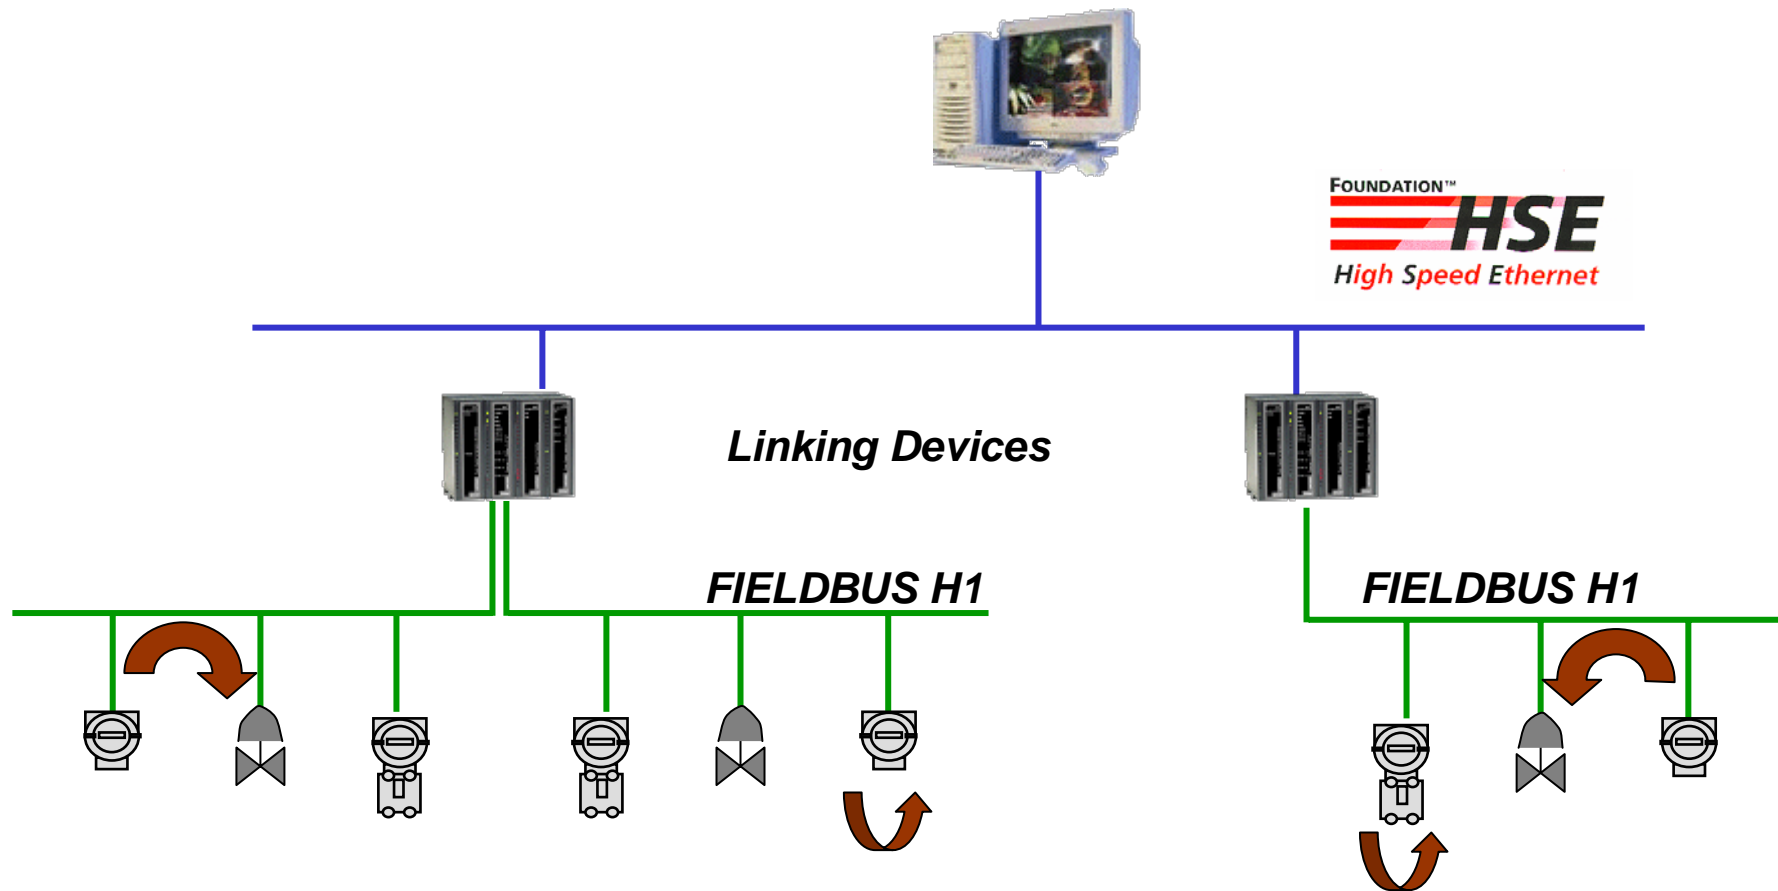 FOUNDATION™
HSE
High Speed Ethernet
Linking Devices
FIELDBUS H1
FIELDBUS H1